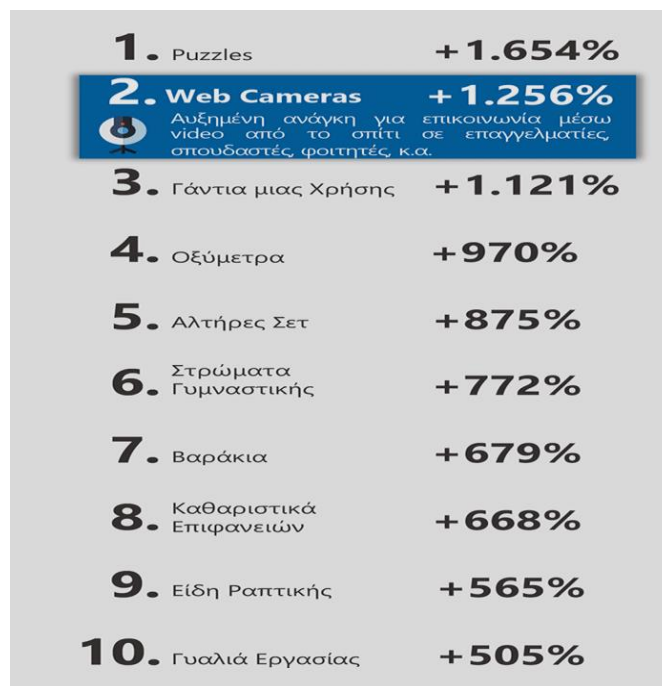 1. Puzzles +1.654%
2. Web Cameras +1.256%
Αυξημένη ανάγκη για επικοινωνία μέσω
video από το σπίτι σε επαγγελματίες,
σπουδαστές, φοιτητές, κ.α.
3. Γάντια μιας Χρήσης +1.121%
4. Οξύμετρα +970%
5. Αλτήρες Σετ +875%
6. Στρώματα
Γυμναστικής +772%
7. Βαράκια +679%
8. Καθαριστικά
Επιφανειών +668%
9. Είδη Ραπτικής +565%
10. Γυαλιά Εργασίας +505%